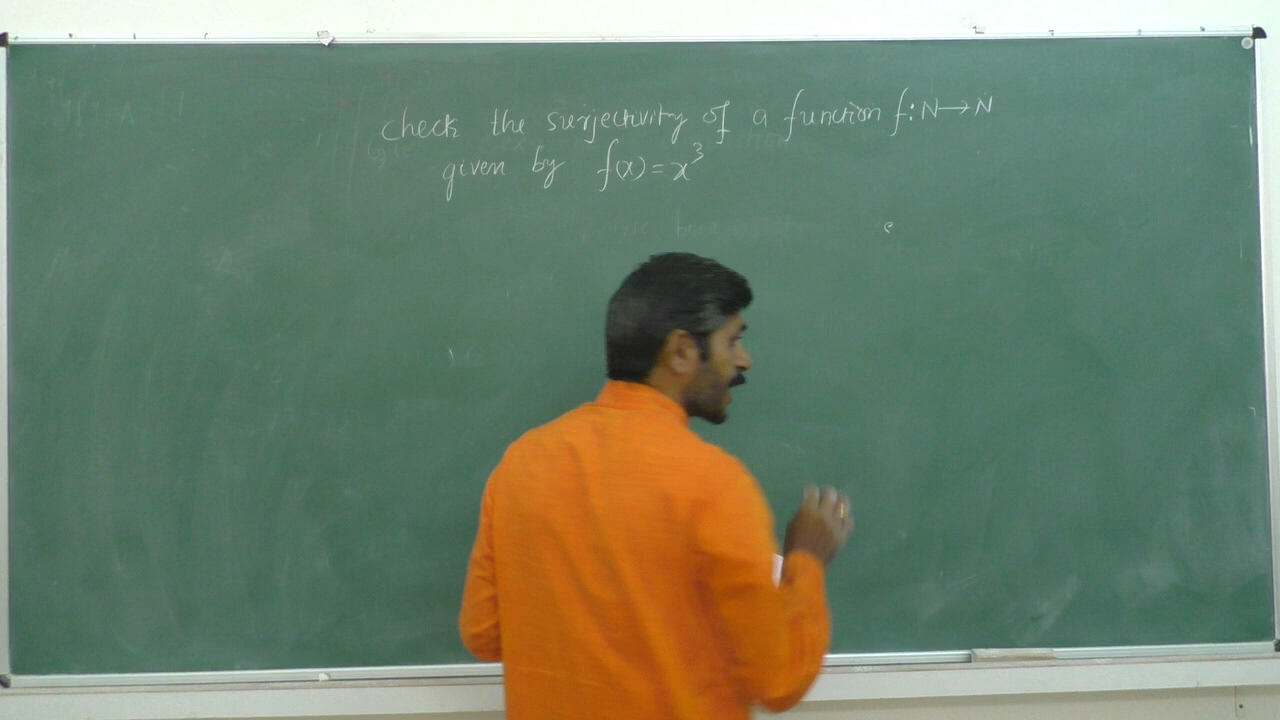 check the surjectivity of a function f: N → N
given by f(x) = x³